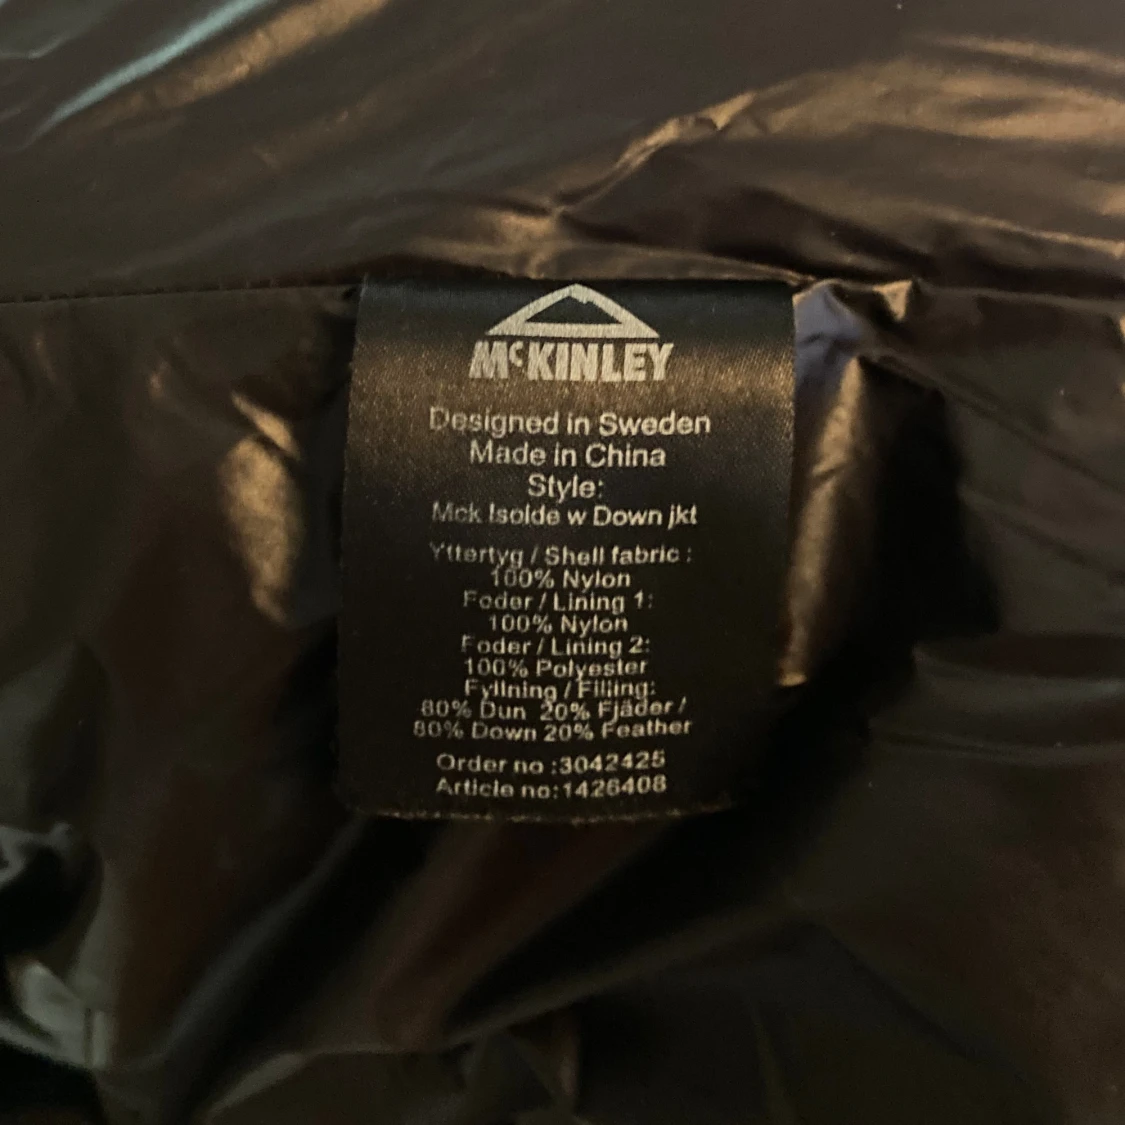 McKINLEY
Designed in Sweden
Made in China
Style:
Mck Isolde w Down jkt
Yttertyg / Shell fabric :
100% Nylon
Foder / Lining 1:
100% Nylon
Foder / Lining 2:
100% Polyester
Fyllning / Filling:
80% Dun 20% Fjäder /
80% Down 20% Feather
Order no :3042425
Article no:1426408